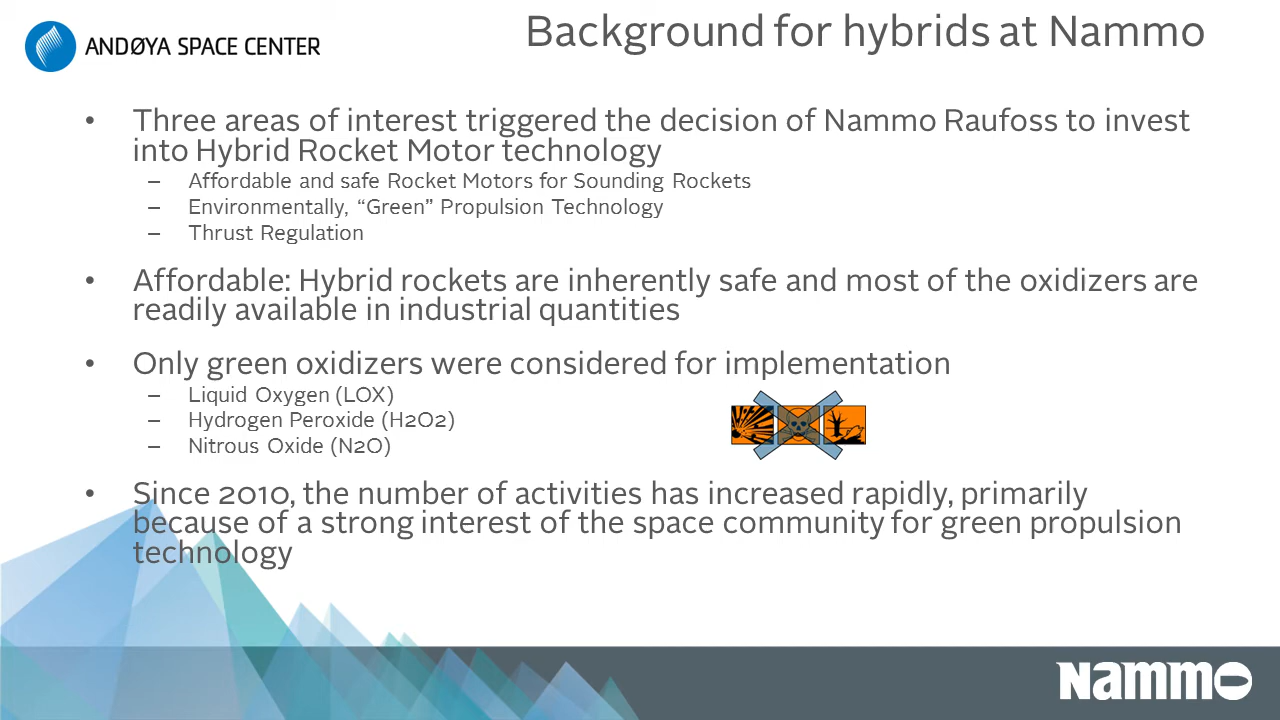 ANDØYA SPACE CENTER
Background for hybrids at Nammo
• Three areas of interest triggered the decision of Nammo Raufoss to invest
into Hybrid Rocket Motor technology
– Affordable and safe Rocket Motors for Sounding Rockets
– Environmentally, “Green” Propulsion Technology
– Thrust Regulation
• Affordable: Hybrid rockets are inherently safe and most of the oxidizers are
readily available in industrial quantities
• Only green oxidizers were considered for implementation
– Liquid Oxygen (LOX)
– Hydrogen Peroxide (H2O2)
– Nitrous Oxide (N2O)
• Since 2010, the number of activities has increased rapidly, primarily
because of a strong interest of the space community for green propulsion
technology
Nammo